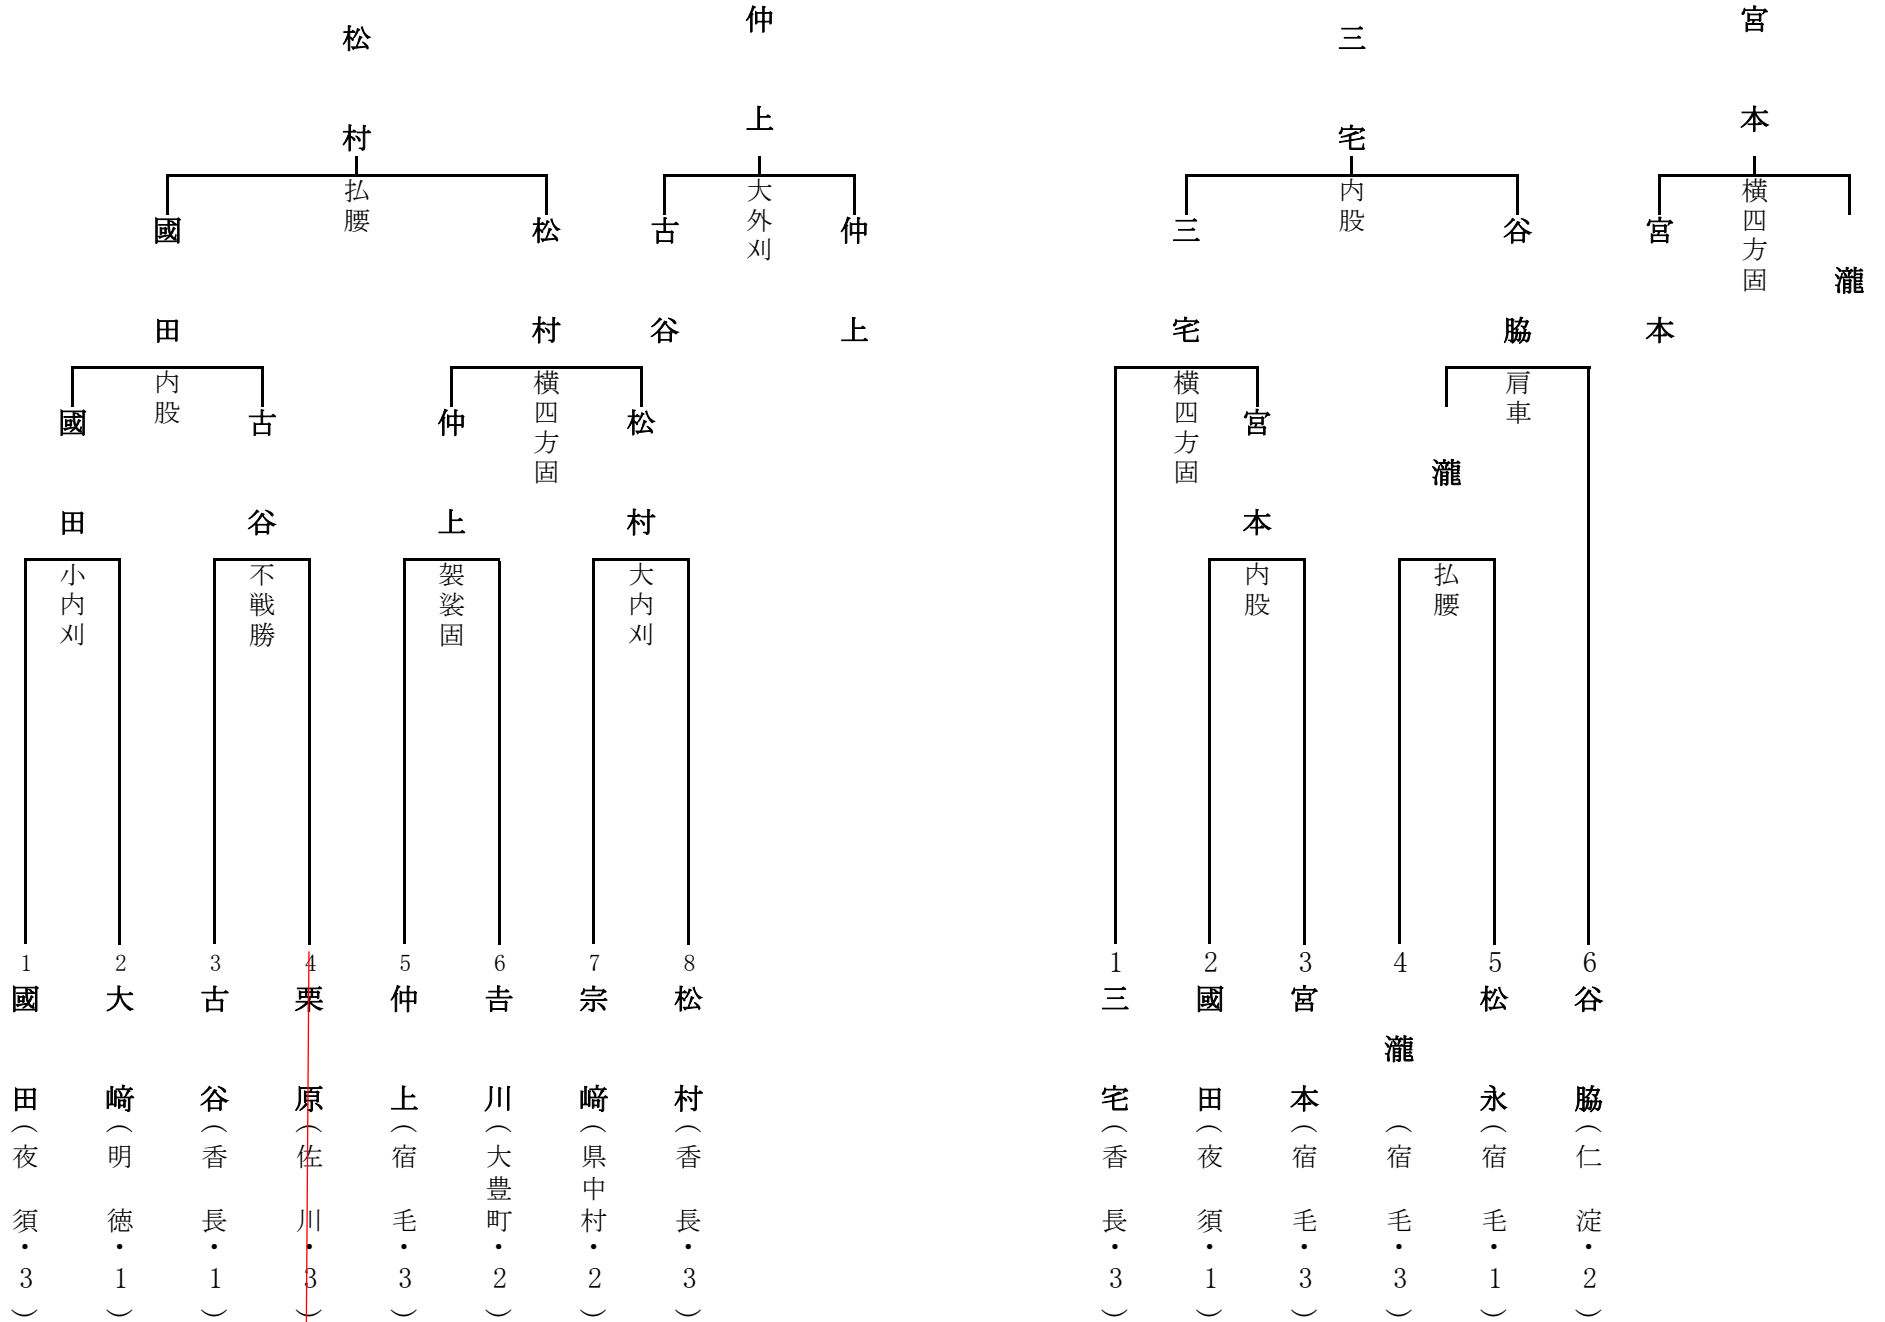 松村
払腰
仲上
大外刈
國田
松村
古谷
仲上
内股
横四方固
國田
古谷
仲上
松村
小内刈
不戦勝
袈裟固
大内刈
1 國田（夜須・3）
2 大﨑（明徳・1）
3 古谷（香長・1）
4 栗原（佐川・3）
5 仲上（宿毛・3）
6 𠮷川（大豊町・2）
7 宗﨑（県中村・2）
8 松村（香長・3）
三宅
内股
宮本
横四方固
三宅
谷脇
宮本
瀧
横四方固
肩車
宮本
瀧
内股
払腰
1 三宅（香長・3）
2 國田（夜須・1）
3 宮本（宿毛・3）
4 瀧（宿毛・3）
5 松永（宿毛・1）
6 谷脇（仁淀・2）